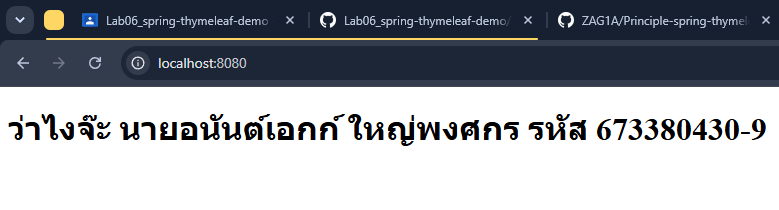 Lab06_spring-thymeleaf-demo
Lab06_spring-thymeleaf-demo/
ZAG1A/Principle-spring-thymel
localhost:8080
ว่าไงจ๊ะ นายอนันต์เอกก์ ใหญ่พงศกร รหัส 673380430-9